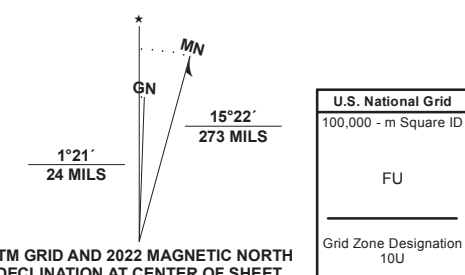 ★
MN
GN
15°22´
273 MILS
1°21´
24 MILS
TM GRID AND 2022 MAGNETIC NORTH
DECLINATION AT CENTER OF SHEET
U.S. National Grid
100,000 - m Square ID
FU
Grid Zone Designation
10U